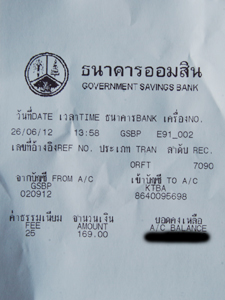 ธนาคารออมสิน
GOVERNMENT SAVINGS BANK
วันที่DATE เวลาTIME ธนาคารBANK เครื่องNO.
26/06/12 13:58 GSBP E91_002
เลขที่อ้างอิงREF NO. ประเภท TRAN ลำดับ REC.
ORFT 7090
จากบัญชี FROM A/C เข้าบัญชี TO A/C
GSBP KTBA
020912 8640095698
ค่าธรรมเนียม จำนวนเงิน ยอดคงเหลือ
FEE AMOUNT A/C BALANCE
25 169.00